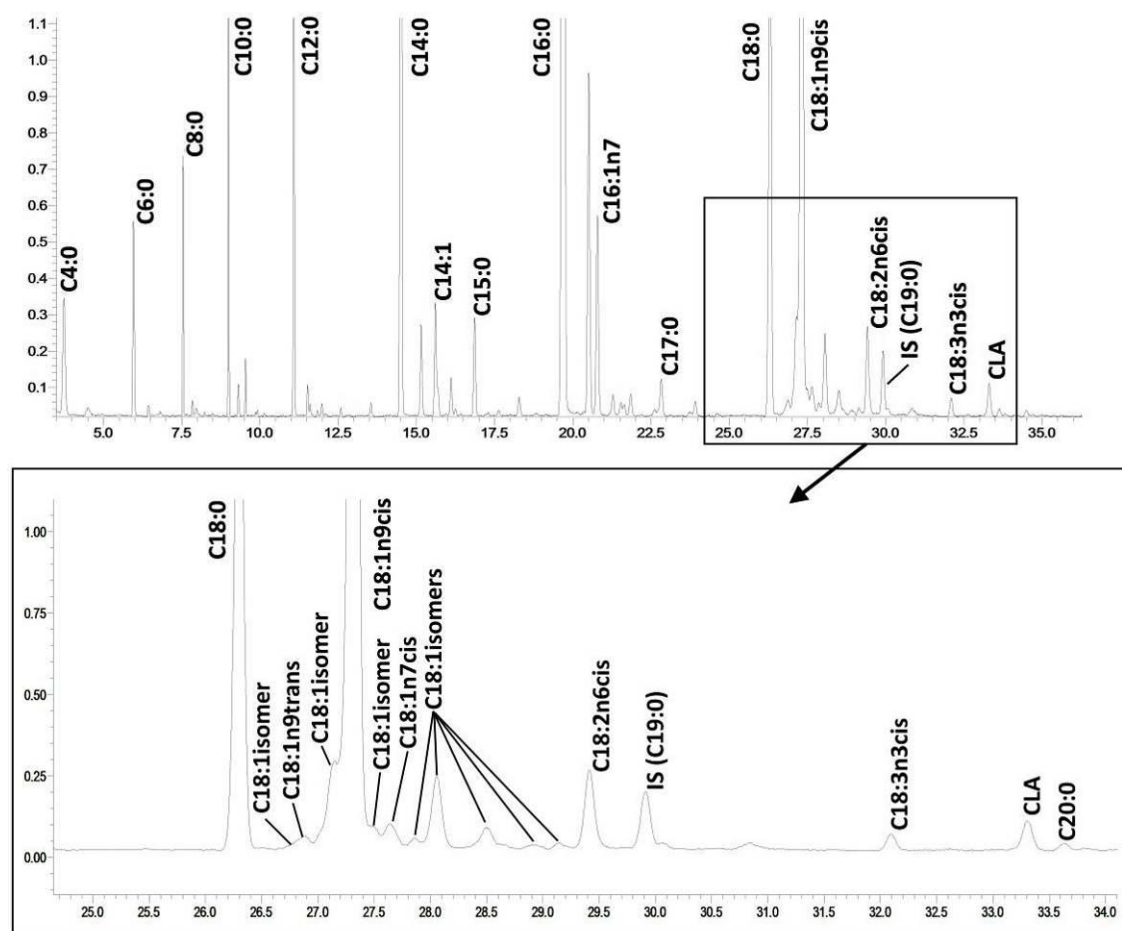 1.1
1.0
0.9
0.8
0.7
0.6
0.5
0.4
0.3
0.2
0.1
C4:0
C6:0
C8:0
C10:0
C12:0
C14:0
C14:1
C15:0
C16:0
C16:1n7
C17:0
C18:0
C18:1n9cis
C18:2n6cis
IS (C19:0)
C18:3n3cis
CLA
5.0 7.5 10.0 12.5 15.0 17.5 20.0 22.5 25.0 27.5 30.0 32.5 35.0
1.00
0.75
0.50
0.25
0.00
C18:0
C18:1isomer
C18:1n9trans
C18:1isomer
C18:1n9cis
C18:1isomer
C18:1n7cis
C18:1isomers
C18:2n6cis
IS (C19:0)
C18:3n3cis
CLA
C20:0
25.0 25.5 26.0 26.5 27.0 27.5 28.0 28.5 29.0 29.5 30.0 30.5 31.0 31.5 32.0 32.5 33.0 33.5 34.0